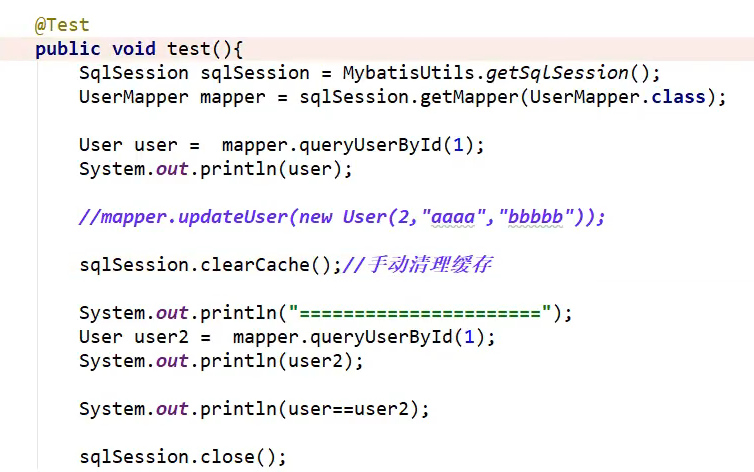 @Test
public void test(){
SqlSession sqlSession = MybatisUtils.getSqlSession();
UserMapper mapper = sqlSession.getMapper(UserMapper.class);
User user =  mapper.queryUserById(1);
System.out.println(user);
//mapper.updateUser(new User(2,"aaaa","bbbbb"));
sqlSession.clearCache();//手动清理缓存
System.out.println("======================");
User user2 =  mapper.queryUserById(1);
System.out.println(user2);
System.out.println(user==user2);
sqlSession.close();